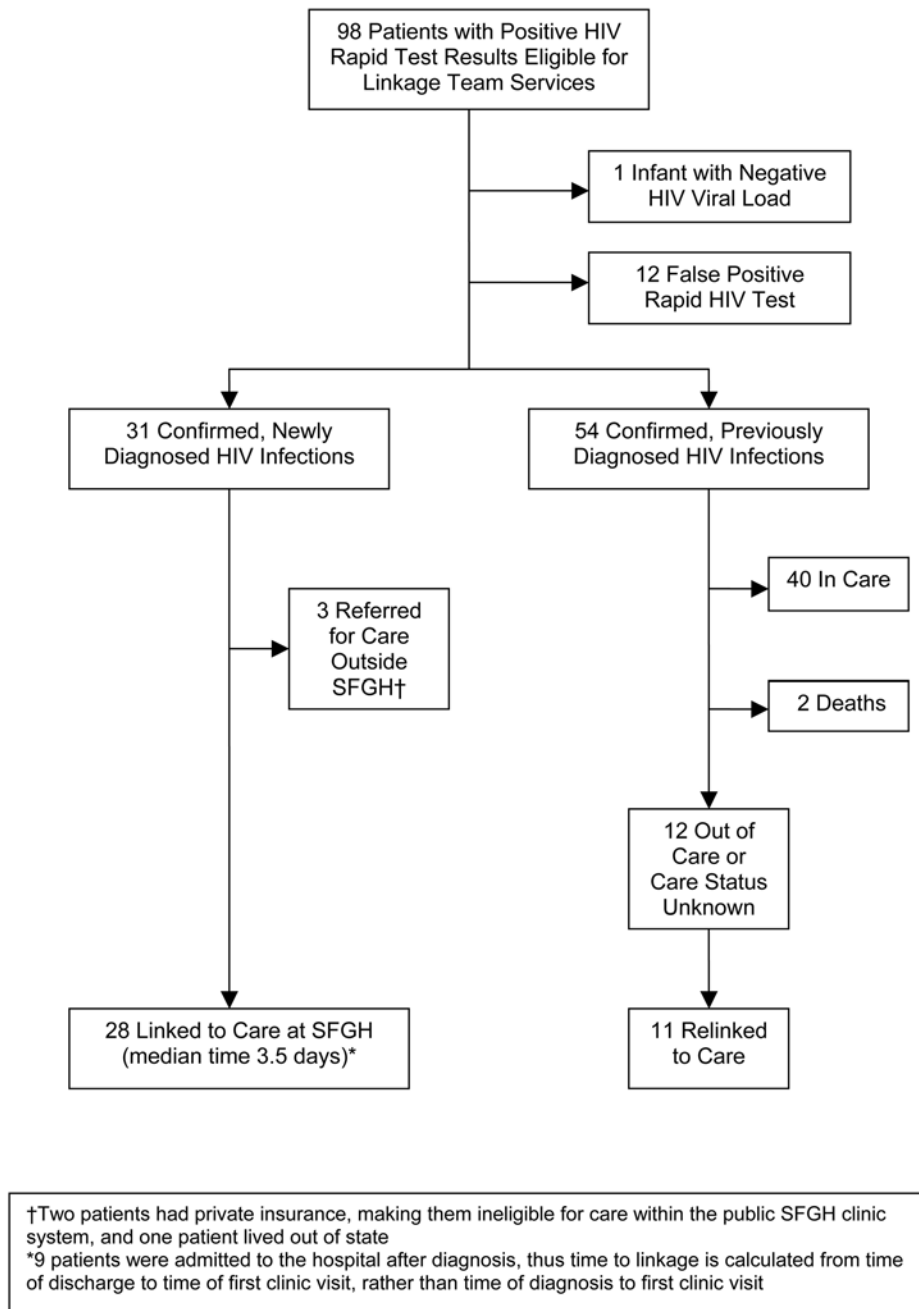 98 Patients with Positive HIV
Rapid Test Results Eligible for
Linkage Team Services
1 Infant with Negative
HIV Viral Load
12 False Positive
Rapid HIV Test
31 Confirmed, Newly
Diagnosed HIV Infections
54 Confirmed, Previously
Diagnosed HIV Infections
40 In Care
3 Referred
for Care
Outside
SFGH†
2 Deaths
12 Out of
Care or
Care Status
Unknown
28 Linked to Care at SFGH
(median time 3.5 days)*
11 Relinked
to Care
†Two patients had private insurance, making them ineligible for care within the public SFGH clinic
system, and one patient lived out of state
*9 patients were admitted to the hospital after diagnosis, thus time to linkage is calculated from time
of discharge to time of first clinic visit, rather than time of diagnosis to first clinic visit